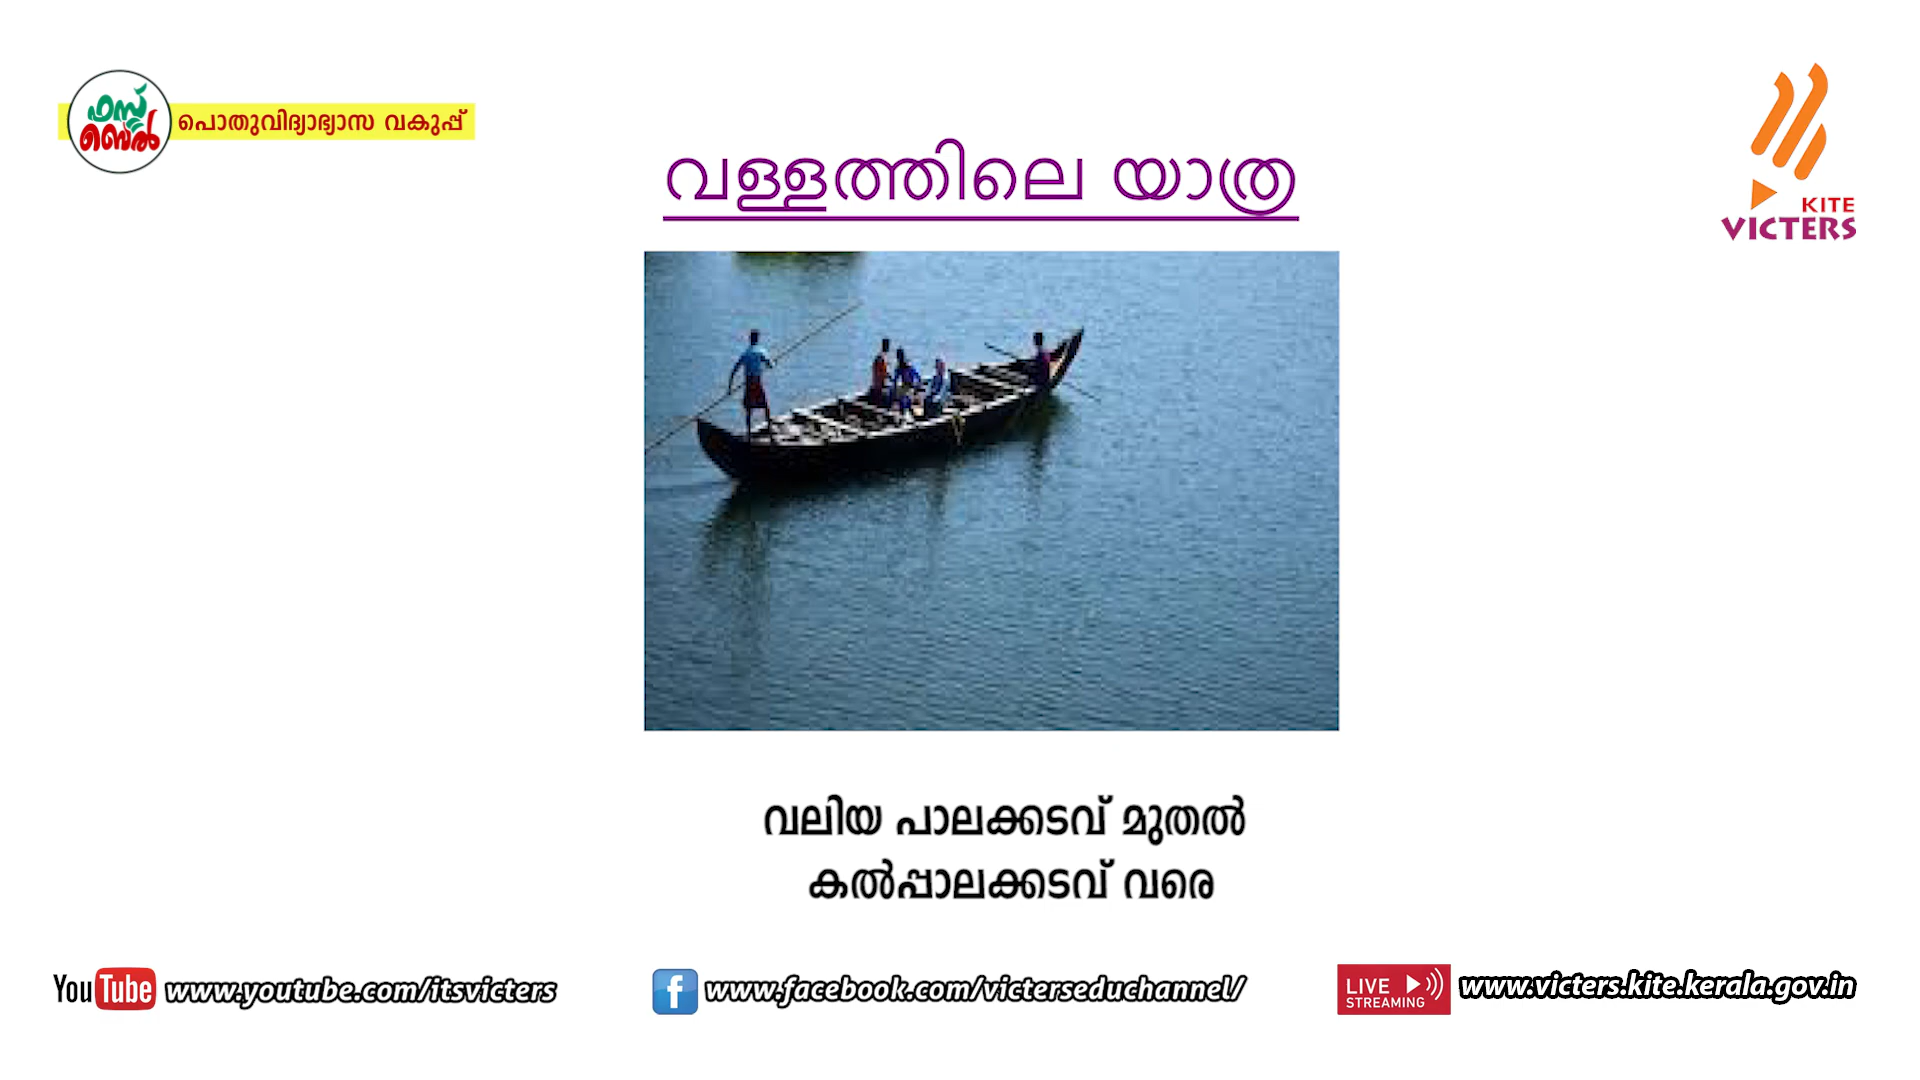 ഫസ്റ്റ്
ബെൽ
പൊതുവിദ്യാഭ്യാസ വകുപ്പ്
KITE
VICTERS
വള്ളത്തിലെ യാത്ര
വലിയ പാലക്കടവ് മുതൽ
കൽപ്പാലക്കടവ് വരെ
YouTube www.youtube.com/itsvicters
f www.facebook.com/victerseduchannel/
LIVE
STREAMING
www.victers.kite.kerala.gov.in